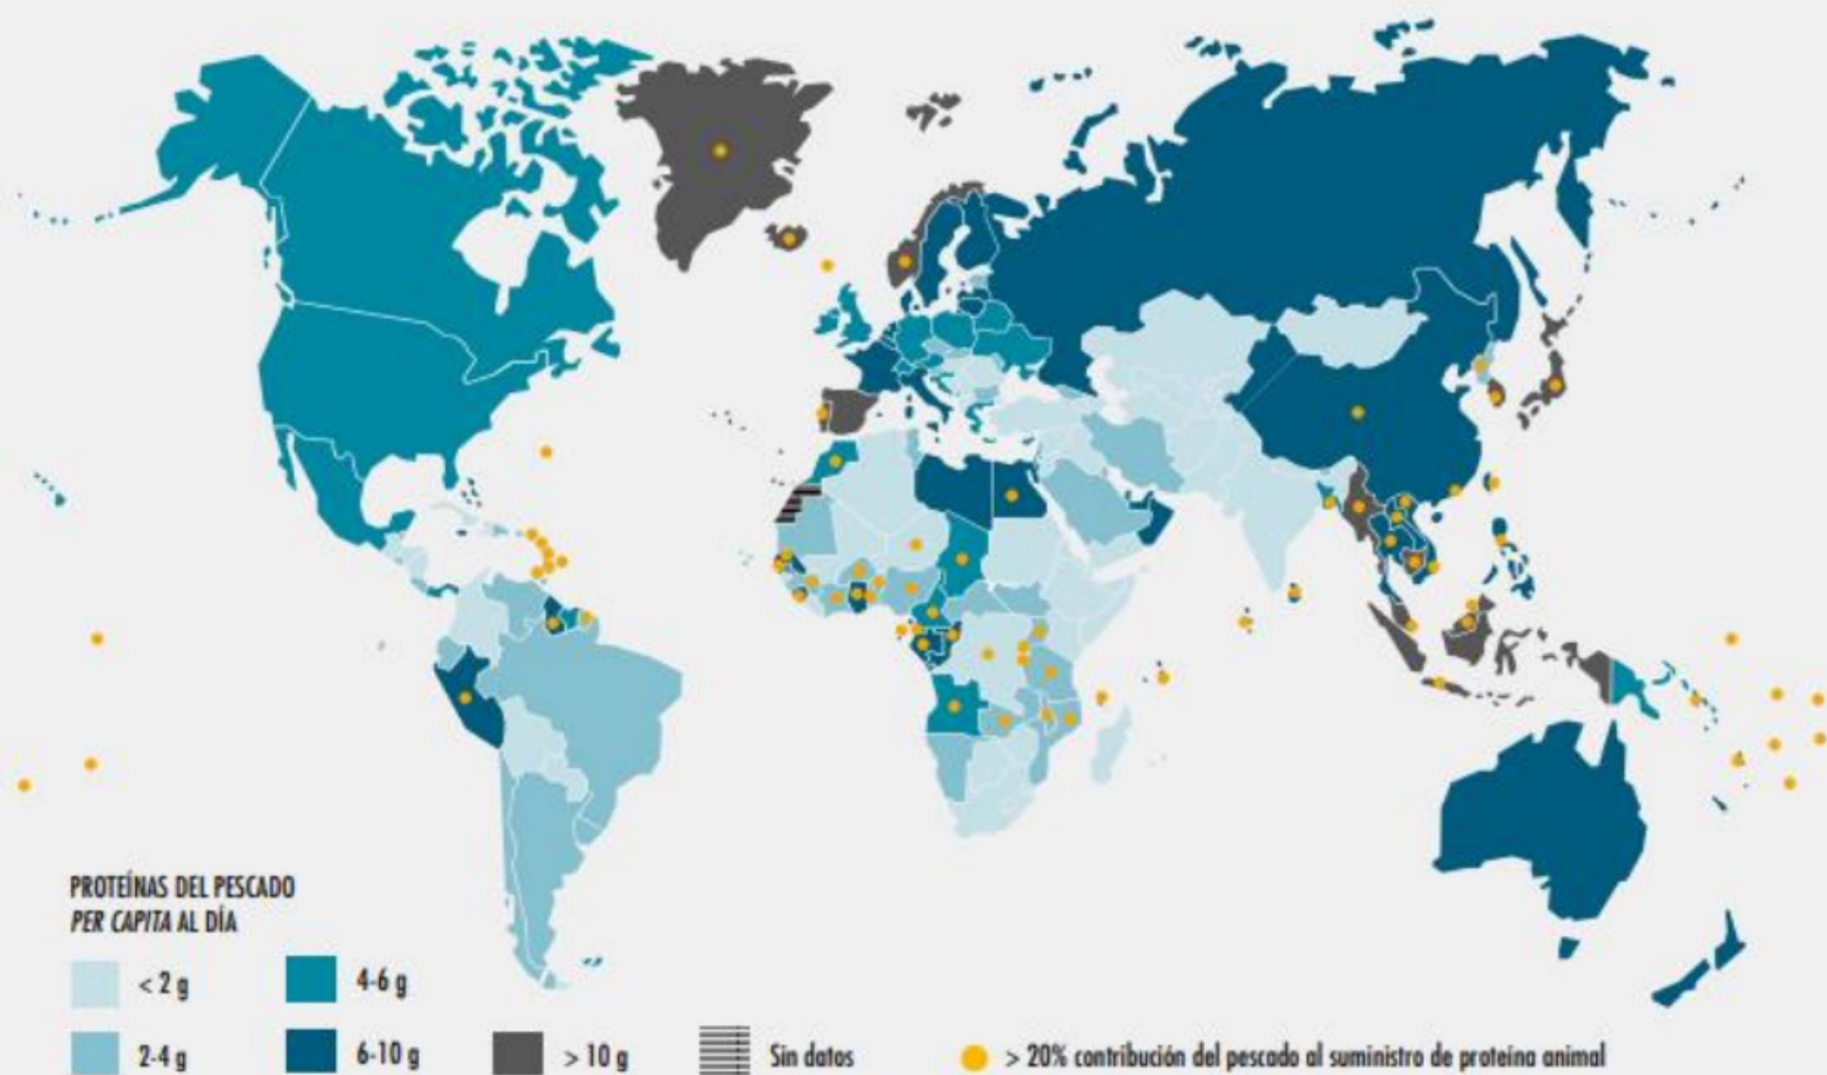 PROTEÍNAS DEL PESCADO
PER CAPITA AL DÍA
< 2 g
4-6 g
2-4 g
6-10 g
> 10 g
Sin datos
> 20% contribución del pescado al suministro de proteína animal